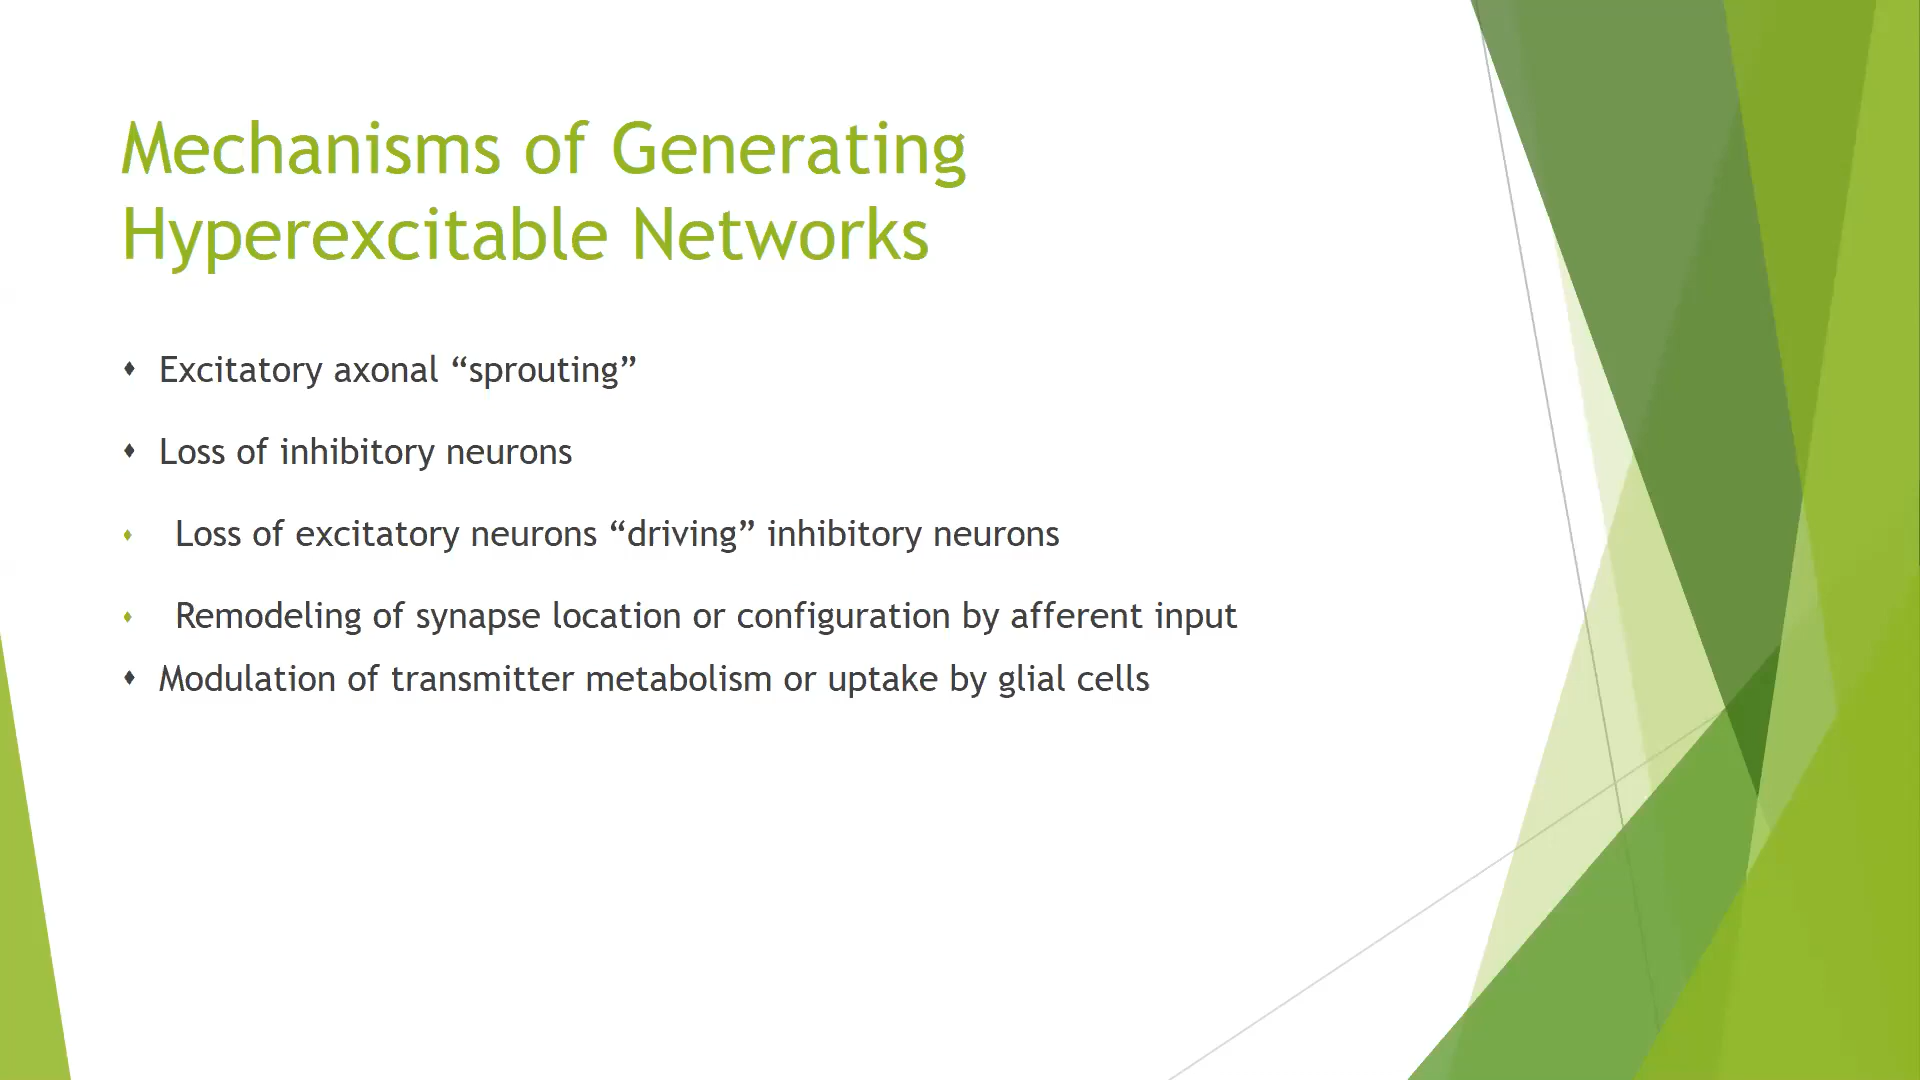 Mechanisms of Generating
Hyperexcitable Networks
♦ Excitatory axonal “sprouting”
♦ Loss of inhibitory neurons
♦ Loss of excitatory neurons “driving” inhibitory neurons
♦ Remodeling of synapse location or configuration by afferent input
♦ Modulation of transmitter metabolism or uptake by glial cells